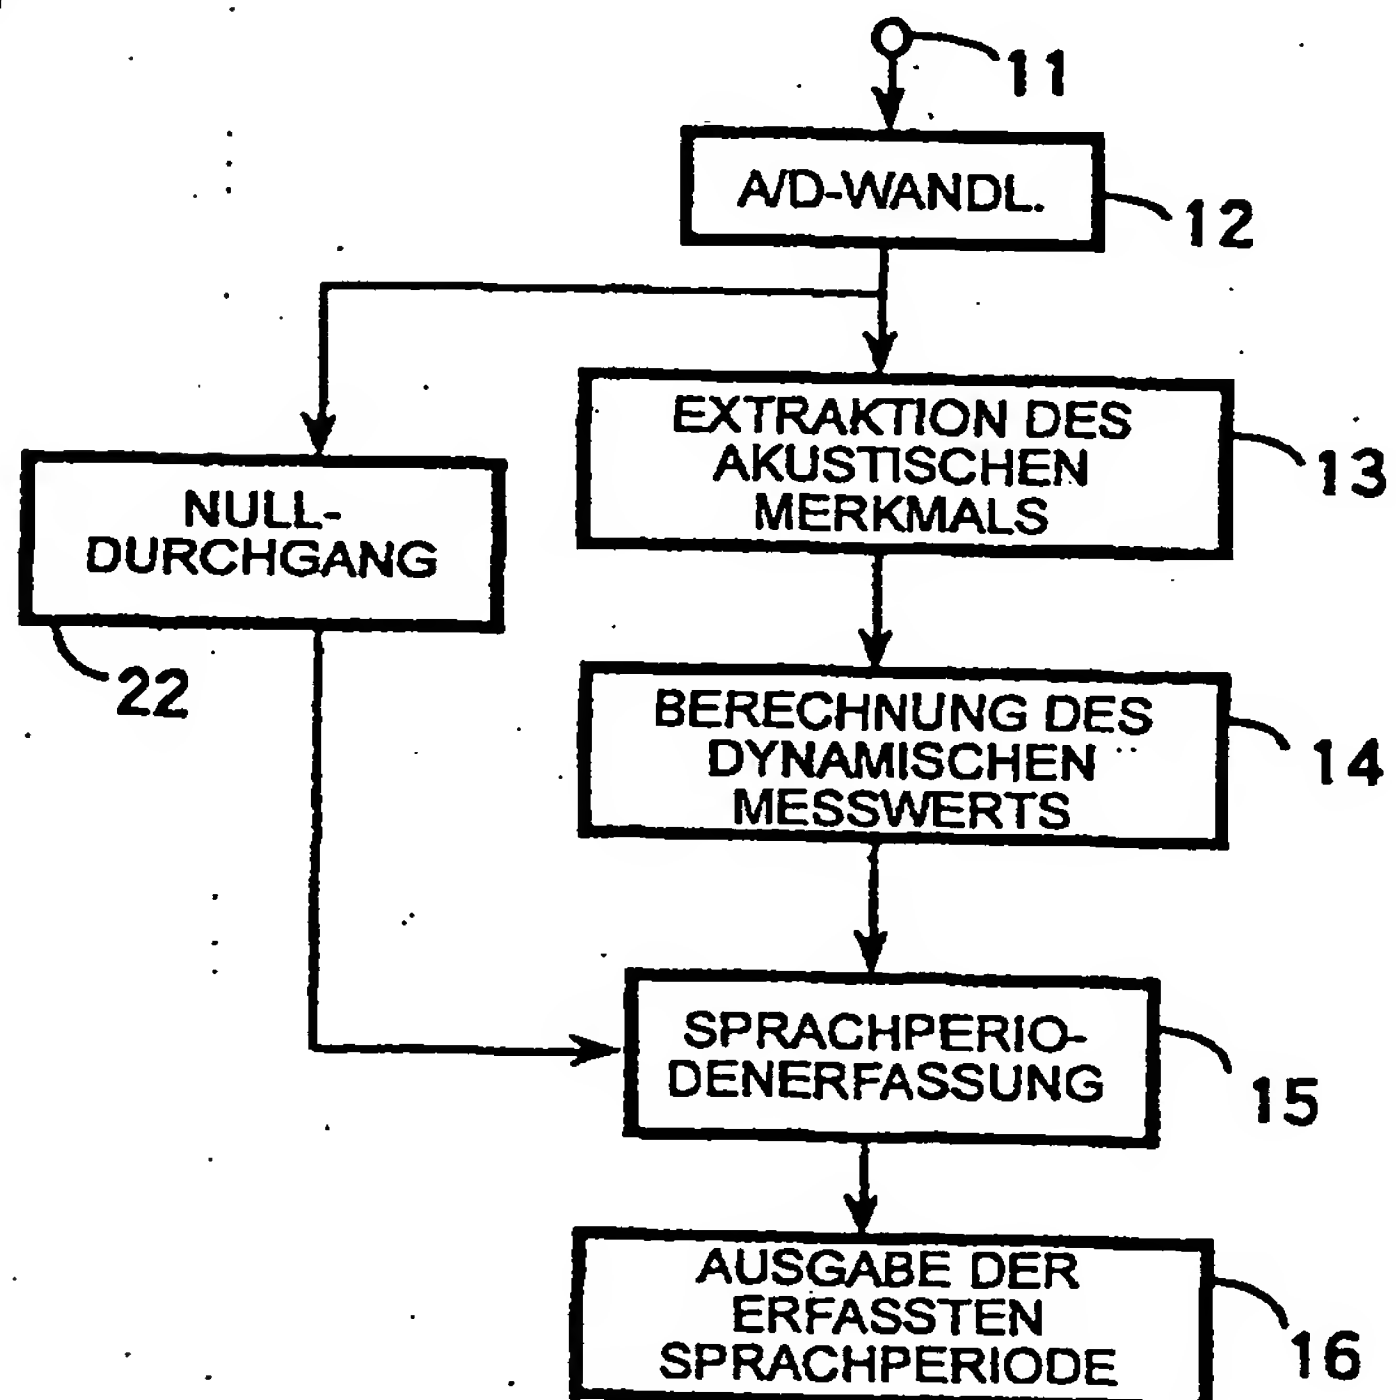 11
A/D-WANDL.
12
EXTRAKTION DES
AKUSTISCHEN
MERKMALS
13
NULL-
DURCHGANG
22
BERECHNUNG DES
DYNAMISCHEN
MESSWERTS
14
SPRACHPERIO-
DENERFASSUNG
15
AUSGABE DER
ERFASSTEN
SPRACHPERIODE
16